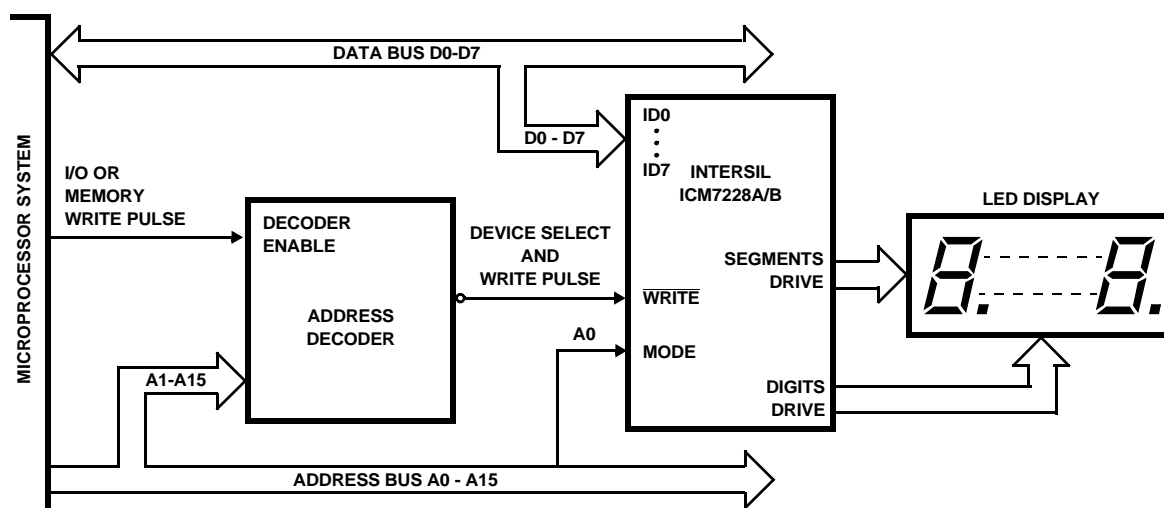 MICROPROCESSOR SYSTEM
DATA BUS D0-D7
D0 - D7
I/O OR
MEMORY
WRITE PULSE
DECODER
ENABLE
ADDRESS
DECODER
DEVICE SELECT
AND
WRITE PULSE
A0
A1-A15
ADDRESS BUS A0 - A15
ID0
ID7
INTERSIL
ICM7228A/B
SEGMENTS
DRIVE
WRITE
MODE
DIGITS
DRIVE
LED DISPLAY
8. 8.